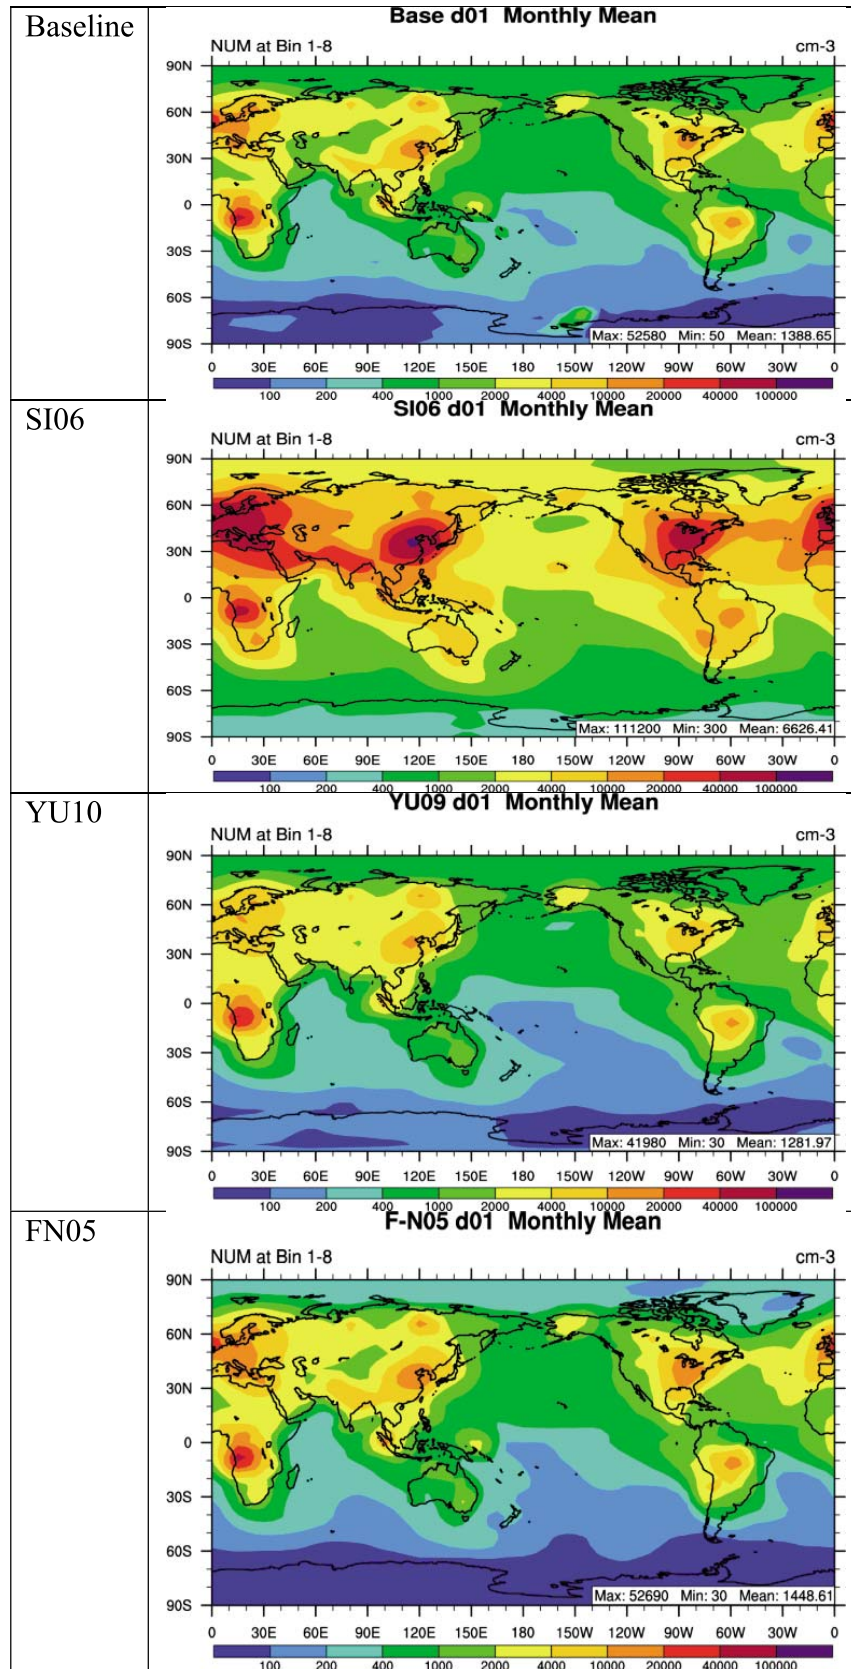 Baseline
Base d01 Monthly Mean
NUM at Bin 1-8 cm-3
90N
60N
30N
0
30S
60S
90S
Max: 52580 Min: 50 Mean: 1388.65
0 30E 60E 90E 120E 150E 180 150W 120W 90W 60W 30W 0
100 200 400 1000 2000 4000 10000 20000 40000 100000
SI06
SI06 d01 Monthly Mean
NUM at Bin 1-8 cm-3
90N
60N
30N
0
30S
60S
90S
Max: 111200 Min: 300 Mean: 6626.41
0 30E 60E 90E 120E 150E 180 150W 120W 90W 60W 30W 0
100 200 400 1000 2000 4000 10000 20000 40000 100000
YU10
YU09 d01 Monthly Mean
NUM at Bin 1-8 cm-3
90N
60N
30N
0
30S
60S
90S
Max: 41980 Min: 30 Mean: 1281.97
0 30E 60E 90E 120E 150E 180 150W 120W 90W 60W 30W 0
100 200 400 1000 2000 4000 10000 20000 40000 100000
FN05
F-N05 d01 Monthly Mean
NUM at Bin 1-8 cm-3
90N
60N
30N
0
30S
60S
90S
Max: 52690 Min: 30 Mean: 1448.61
0 30E 60E 90E 120E 150E 180 150W 120W 90W 60W 30W 0
100 200 400 1000 2000 4000 10000 20000 40000 100000